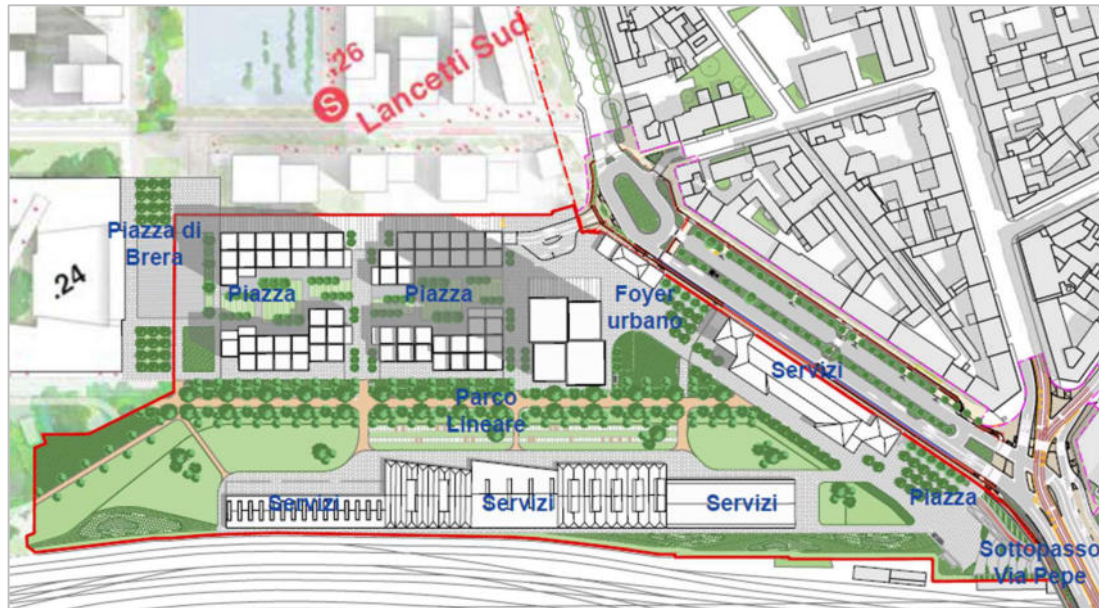 .26
S Lancetti Sud
Piazza di
Brera
.24
Piazza
Piazza
Foyer
urbano
Servizi
Parco
Lineare
Servizi
Servizi
Servizi
Piazza
Sottopasso
Via Pepe